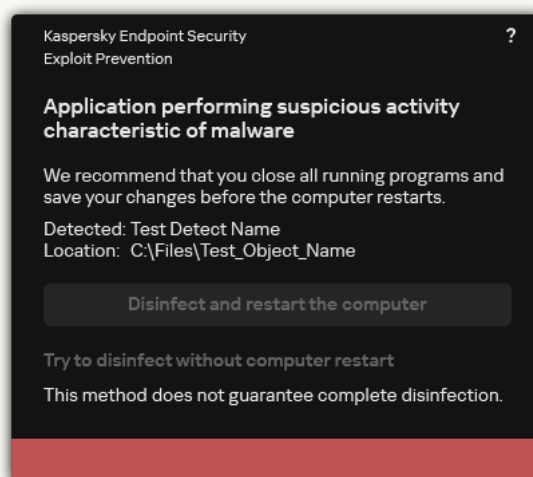 Kaspersky Endpoint Security ?
Exploit Prevention
Application performing suspicious activity
characteristic of malware
We recommend that you close all running programs and
save your changes before the computer restarts.
Detected: Test Detect Name
Location: C:\Files\Test_Object_Name
Disinfect and restart the computer
Try to disinfect without computer restart
This method does not guarantee complete disinfection.